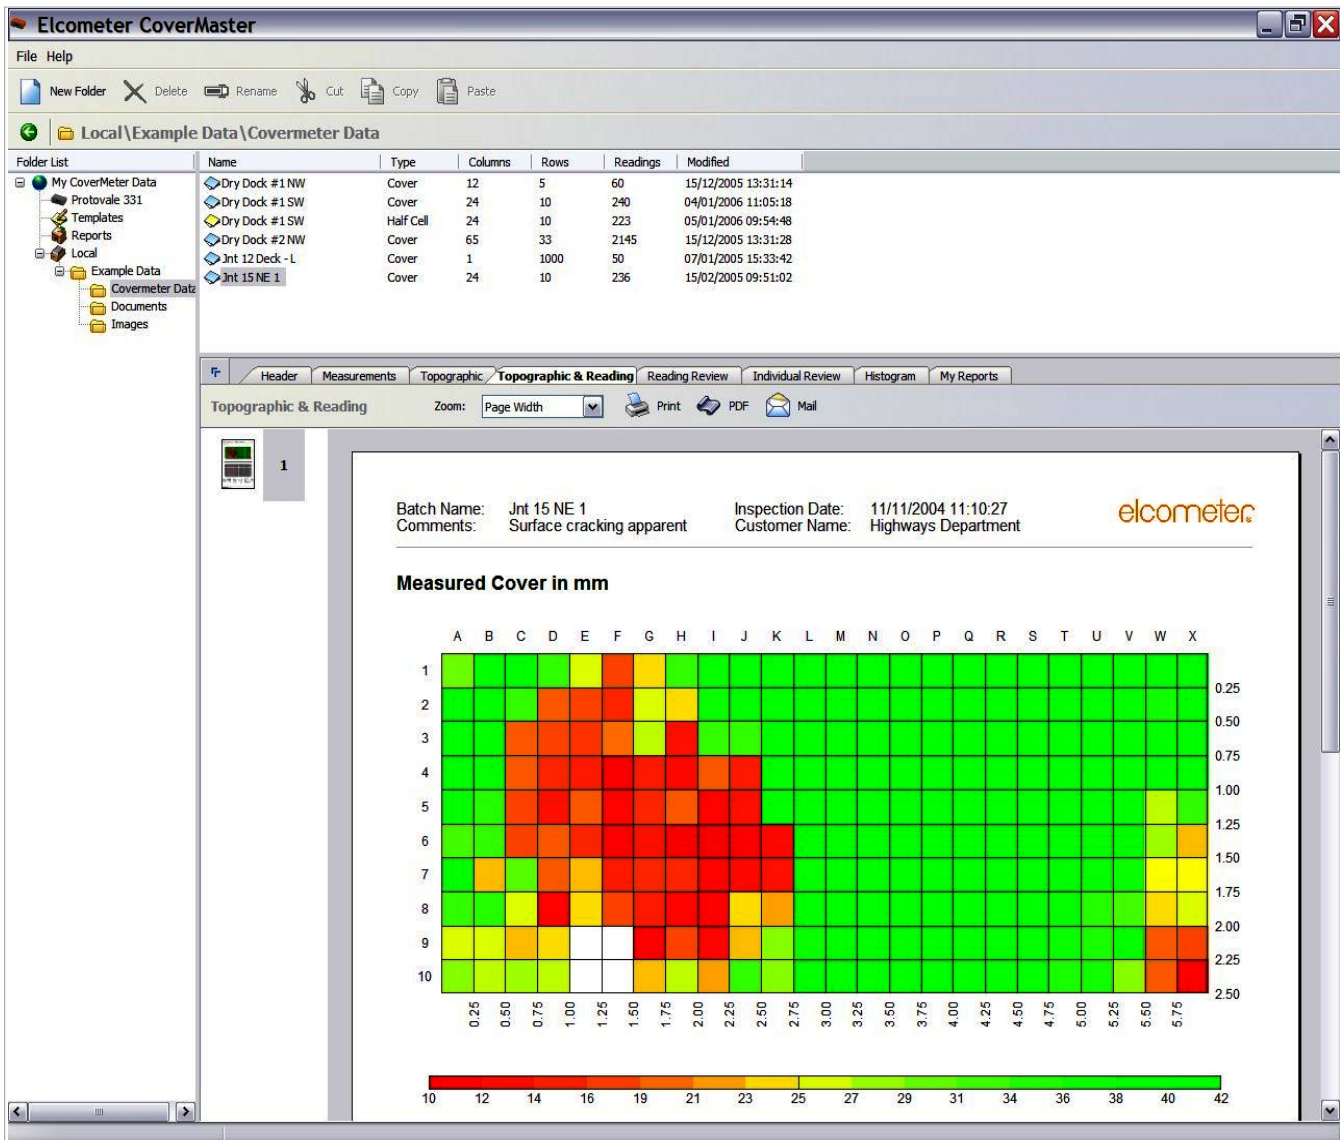 Elcometer CoverMaster
File Help
New Folder Delete Rename Cut Copy Paste
Local\Example Data\Covermeter Data
Folder List
My CoverMeter Data
Protovale 331
Templates
Reports
Local
Example Data
Covermeter Data
Documents
Images
Name Type Columns Rows Readings Modified
Dry Dock #1 NW Cover 12 5 60 15/12/2005 13:31:14
Dry Dock #1 SW Cover 24 10 240 04/01/2006 11:05:18
Dry Dock #1 SW Half Cell 24 10 223 05/01/2006 09:54:48
Dry Dock #2 NW Cover 65 33 2145 15/12/2005 13:31:28
Jnt 12 Deck - L Cover 1 1000 50 07/01/2005 15:33:42
Jnt 15 NE 1 Cover 24 10 236 15/02/2005 09:51:02
Header Measurements Topographic Topographic & Reading Reading Review Individual Review Histogram My Reports
Topographic & Reading Zoom: Page Width Print PDF Mail
1
Batch Name: Jnt 15 NE 1 Inspection Date: 11/11/2004 11:10:27
Comments: Surface cracking apparent Customer Name: Highways Department
elcometer
Measured Cover in mm
A B C D E F G H I J K L M N O P Q R S T U V W X
1
0.25
2
0.50
3
0.75
4
1.00
5
1.25
6
1.50
7
1.75
8
2.00
9
2.25
10
2.50
0.25 0.50 0.75 1.00 1.25 1.50 1.75 2.00 2.25 2.50 2.75 3.00 3.25 3.50 3.75 4.00 4.25 4.50 4.75 5.00 5.25 5.50 5.75
10 12 14 16 19 21 23 25 27 29 31 34 36 38 40 42